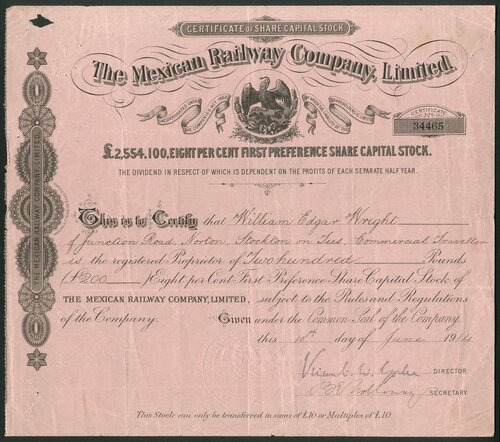 CERTIFICATE OF SHARE CAPITAL STOCK
The Mexican Railway Company, Limited.
INCORPORATED UNDER THE COMPANIES ACT 1862
CERTIFICATE
34465
£2,554,100, EIGHT PER CENT FIRST PREFERENCE SHARE CAPITAL STOCK.
THE DIVIDEND IN RESPECT OF WHICH IS DEPENDENT ON THE PROFITS OF EACH SEPARATE HALF YEAR.
This is to Certify that William Edgar Wright
of Junction Road, Norton, Stockton on Tees, Commercial Traveller
is the registered Proprietor of Two hundred Pounds
(£200) Eight per Cent First Preference Share Capital Stock of
THE MEXICAN RAILWAY COMPANY, LIMITED, subject to the Rules and Regulations
of the Company. Given under the Common Seal of the Company
this 10th day of June 1914
DIRECTOR
SECRETARY
This Stock can only be transferred in sums of £10 or Multiples of £10.
THE MEXICAN RAILWAY COMPANY, LIMITED